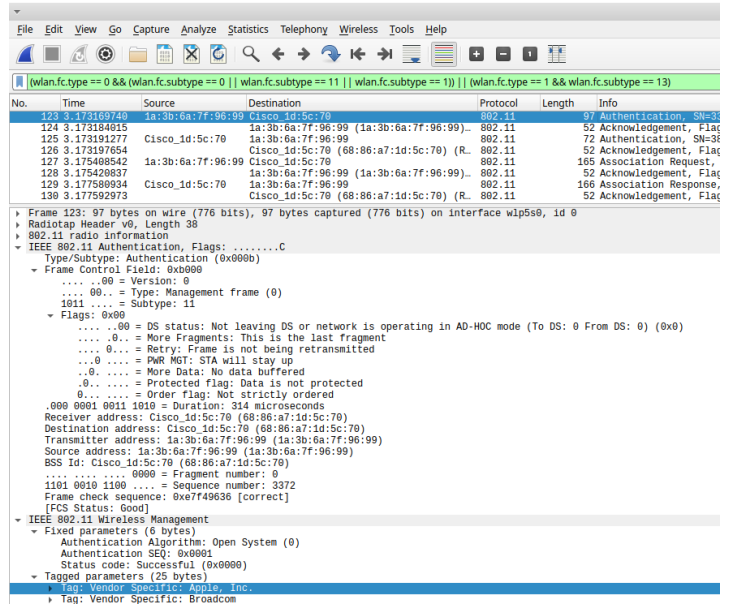 File Edit View Go Capture Analyze Statistics Telephony Wireless Tools Help
(wlan.fc.type == 0 && (wlan.fc.subtype == 0 || wlan.fc.subtype == 11 || wlan.fc.subtype == 1)) || (wlan.fc.type == 1 && wlan.fc.subtype == 13)
No. Time Source Destination Protocol Length Info
123 3.173169740 1a:3b:6a:7f:96:99 Cisco_1d:5c:70 802.11 97 Authentication, SN=33
124 3.173184015 1a:3b:6a:7f:96:99 (1a:3b:6a:7f:96:99)… 802.11 52 Acknowledgement, Flag
125 3.173191277 Cisco_1d:5c:70 1a:3b:6a:7f:96:99 802.11 72 Authentication, SN=38
126 3.173197654 Cisco_1d:5c:70 (68:86:a7:1d:5c:70) (R… 802.11 52 Acknowledgement, Flag
127 3.175408542 1a:3b:6a:7f:96:99 Cisco_1d:5c:70 802.11 165 Association Request,
128 3.175420837 1a:3b:6a:7f:96:99 (1a:3b:6a:7f:96:99)… 802.11 52 Acknowledgement, Flag
129 3.177580934 Cisco_1d:5c:70 1a:3b:6a:7f:96:99 802.11 166 Association Response,
130 3.177592973 Cisco_1d:5c:70 (68:86:a7:1d:5c:70) (R… 802.11 52 Acknowledgement, Flag
Frame 123: 97 bytes on wire (776 bits), 97 bytes captured (776 bits) on interface wlp5s0, id 0
Radiotap Header v0, Length 38
802.11 radio information
IEEE 802.11 Authentication, Flags: ........C
Type/Subtype: Authentication (0x000b)
Frame Control Field: 0xb000
.... ..00 = Version: 0
.... 00.. = Type: Management frame (0)
1011 .... = Subtype: 11
Flags: 0x00
.... ..00 = DS status: Not leaving DS or network is operating in AD-HOC mode (To DS: 0 From DS: 0) (0x0)
.... .0.. = More Fragments: This is the last fragment
.... 0... = Retry: Frame is not being retransmitted
...0 .... = PWR MGT: STA will stay up
..0. .... = More Data: No data buffered
.0.. .... = Protected flag: Data is not protected
0... .... = Order flag: Not strictly ordered
.000 0001 0011 1010 = Duration: 314 microseconds
Receiver address: Cisco_1d:5c:70 (68:86:a7:1d:5c:70)
Destination address: Cisco_1d:5c:70 (68:86:a7:1d:5c:70)
Transmitter address: 1a:3b:6a:7f:96:99 (1a:3b:6a:7f:96:99)
Source address: 1a:3b:6a:7f:96:99 (1a:3b:6a:7f:96:99)
BSS Id: Cisco_1d:5c:70 (68:86:a7:1d:5c:70)
.... .... .... 0000 = Fragment number: 0
1101 0010 1100 .... = Sequence number: 3372
Frame check sequence: 0xe7f49636 [correct]
[FCS Status: Good]
IEEE 802.11 Wireless Management
Fixed parameters (6 bytes)
Authentication Algorithm: Open System (0)
Authentication SEQ: 0x0001
Status code: Successful (0x0000)
Tagged parameters (25 bytes)
Tag: Vendor Specific: Apple, Inc.
Tag: Vendor Specific: Broadcom